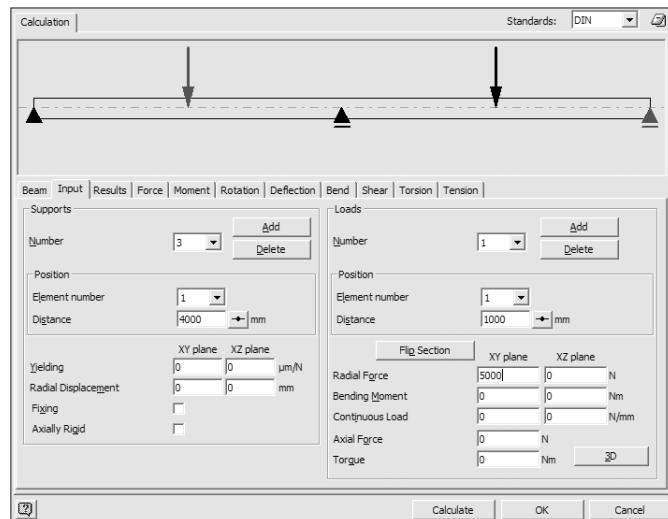 Calculation Standards: DIN
Beam Input Results Force Moment Rotation Deflection Bend Shear Torsion Tension
Supports
Number 3 Add
Delete
Position
Element number 1
Distance 4000 mm
XY plane XZ plane
Yielding 0 0 µm/N
Radial Displacement 0 0 mm
Fixing
Axially Rigid
Loads
Number 1 Add
Delete
Position
Element number 1
Distance 1000 mm
Flip Section XY plane XZ plane
Radial Force 5000 0 N
Bending Moment 0 0 Nm
Continuous Load 0 0 N/mm
Axial Force 0 N
Torque 0 Nm 3D
? Calculate OK Cancel